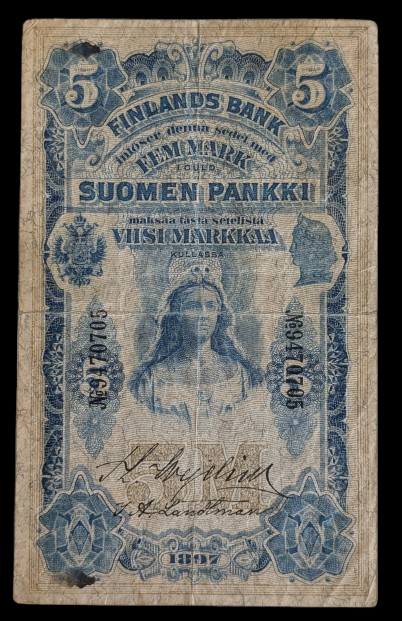 5 5
FINLANDS BANK
inlöser denna sedel med
FEM MARK
I GULD
SUOMEN PANKKI
maksaa tästä setelistä
VIISI MARKKAA
KULLASSA
№9470705 №9470705
5M
1897